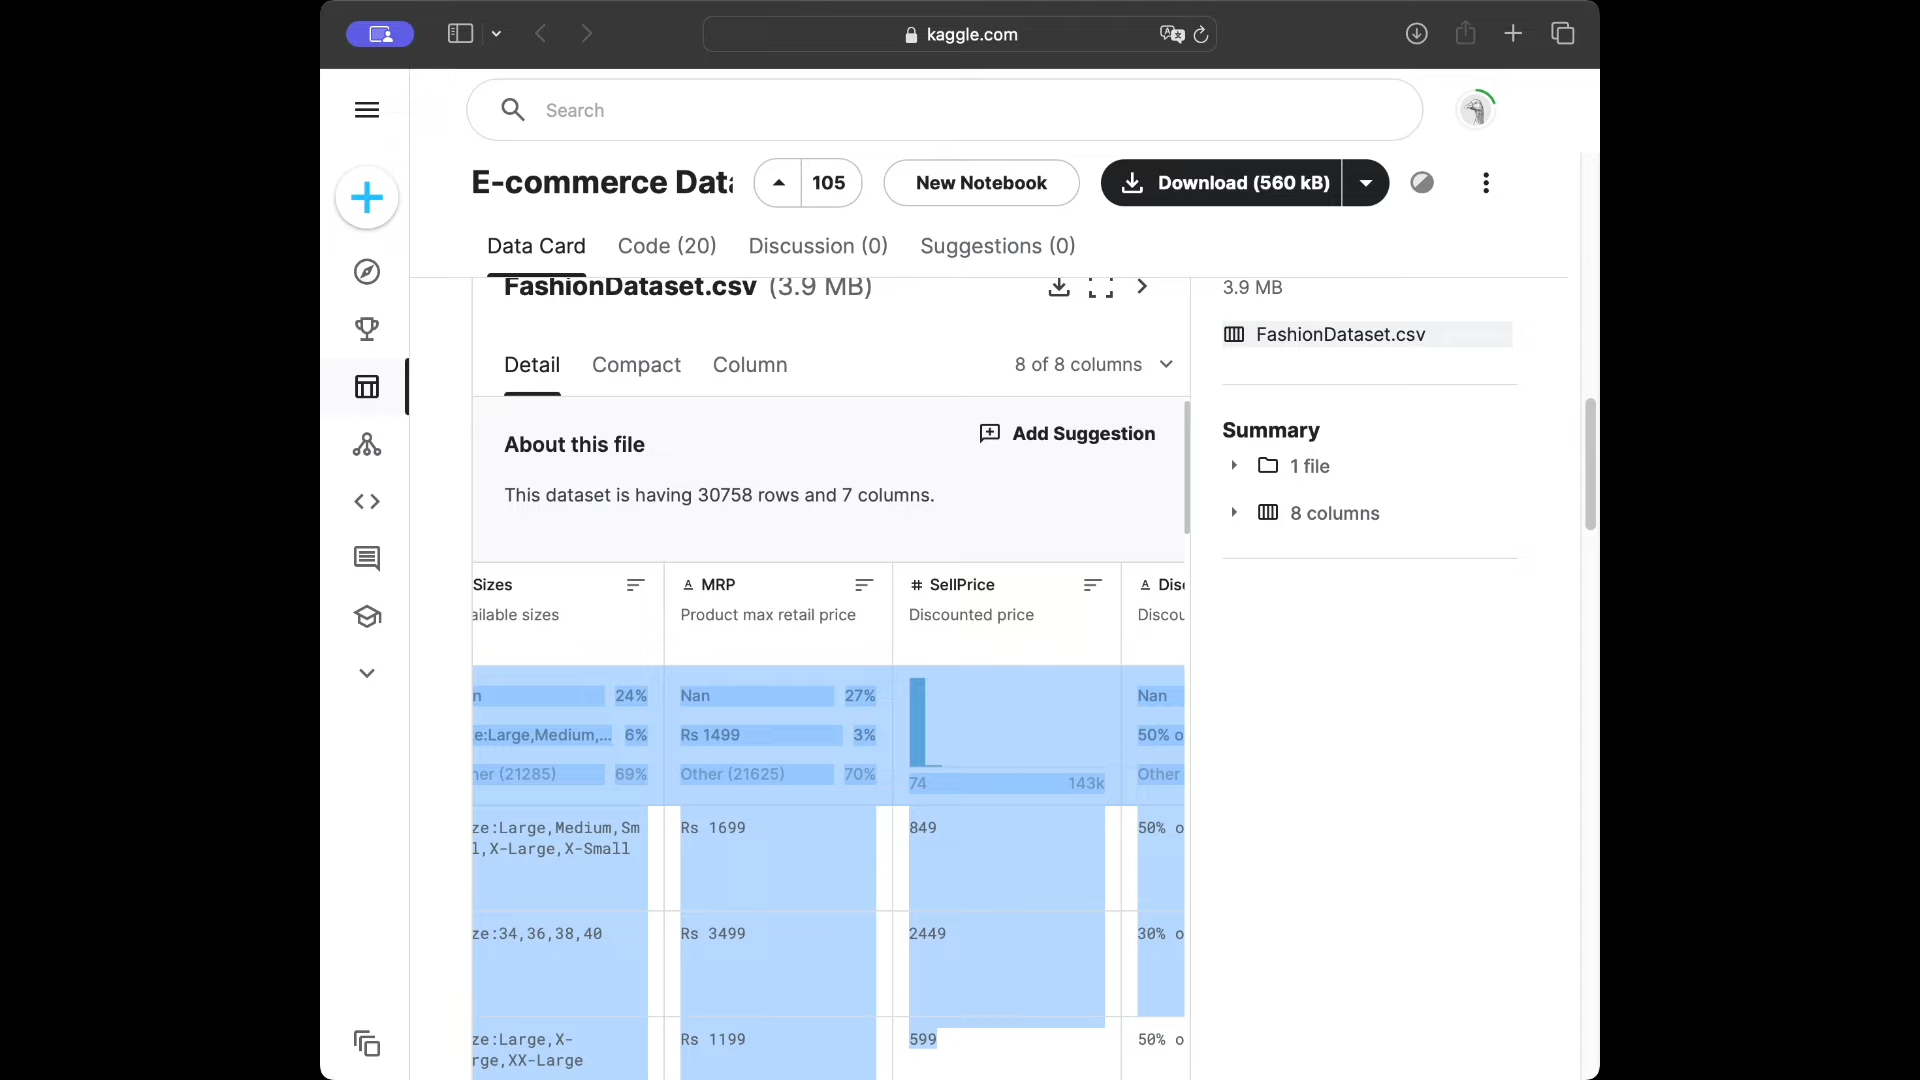 kaggle.com
Search
E-commerce Data
105
New Notebook
Download (560 kB)
Data Card
Code (20)
Discussion (0)
Suggestions (0)
FashionDataset.csv (3.9 MB)
3.9 MB
FashionDataset.csv
Detail
Compact
Column
8 of 8 columns
About this file
Add Suggestion
This dataset is having 30758 rows and 7 columns.
Summary
1 file
8 columns
Sizes
A MRP
# SellPrice
A Disc
ailable sizes
Product max retail price
Discounted price
Discou
n 24%
Nan 27%
Nan
e:Large,Medium,... 6%
Rs 1499 3%
50% o
her (21285) 69%
Other (21625) 70%
74 143k
Other
ze:Large,Medium,Sm
l,X-Large,X-Small
Rs 1699
849
50% o
ze:34,36,38,40
Rs 3499
2449
30% o
ze:Large,X-
rge,XX-Large
Rs 1199
599
50% o